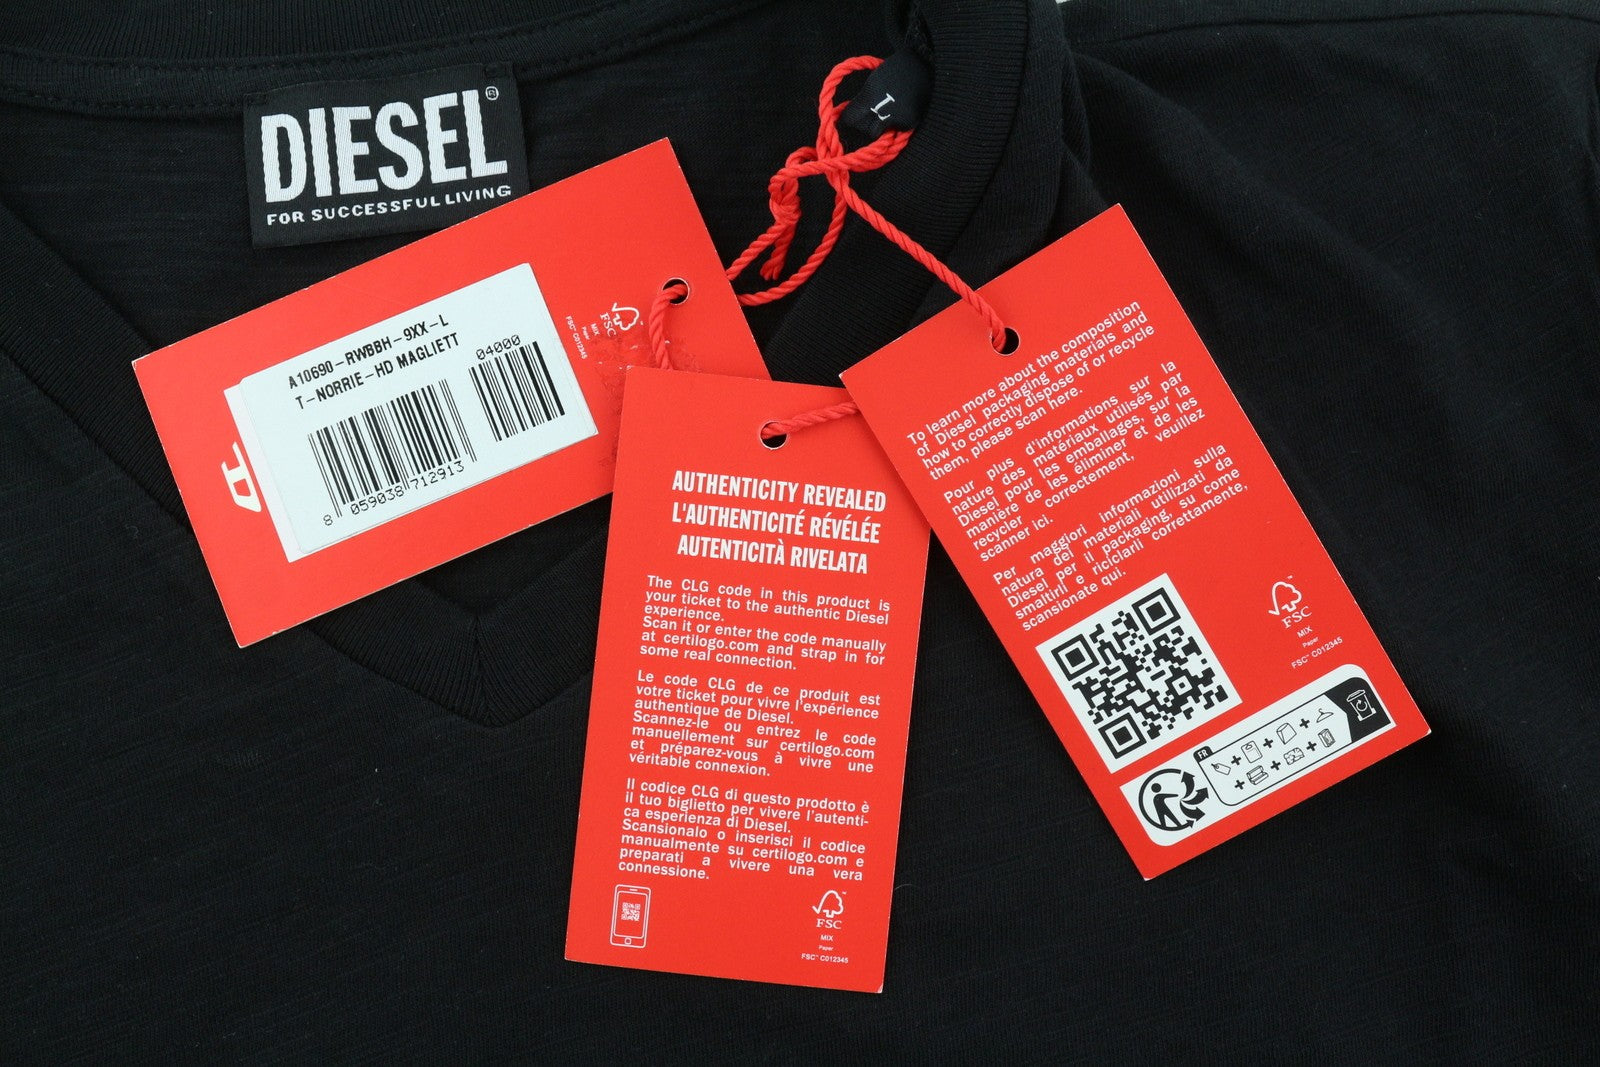 DIESEL®
FOR SUCCESSFUL LIVING
L
A10690-RWBBH-9XX-L
T-NORRIE-HD MAGLIETT
04000
8 059038 712913
FSC
MIX
Paper
FSC™ C012345
AUTHENTICITY REVEALED
L'AUTHENTICITÉ RÉVÉLÉE
AUTENTICITÀ RIVELATA
The CLG code in this product is
your ticket to the authentic Diesel
experience.
Scan it or enter the code manually
at certilogo.com and strap in for
some real connection.
Le code CLG de ce produit est
votre ticket pour vivre l'expérience
authentique de Diesel.
Scannez-le ou entrez le code
manuellement sur certilogo.com
et préparez-vous à vivre une
véritable connexion.
Il codice CLG di questo prodotto è
il tuo biglietto per vivere l'autenti-
ca esperienza di Diesel.
Scansionalo o inserisci il codice
manualmente su certilogo.com e
preparati a vivere una vera
connessione.
FSC
MIX
Paper
FSC™ C012345
To learn more about the composition
of Diesel packaging materials and
how to correctly dispose of or recycle
them, please scan here.
Pour plus d'informations sur la
nature des matériaux utilisés par
Diesel pour les emballages, sur la
manière de les éliminer et de les
recycler correctement, veuillez
scanner ici.
Per maggiori informazioni sulla
natura dei materiali utilizzati da
Diesel per il packaging, su come
smaltirli e riciclarli correttamente,
scansionate qui.
FSC
MIX
Paper
FSC™ C012345
FR